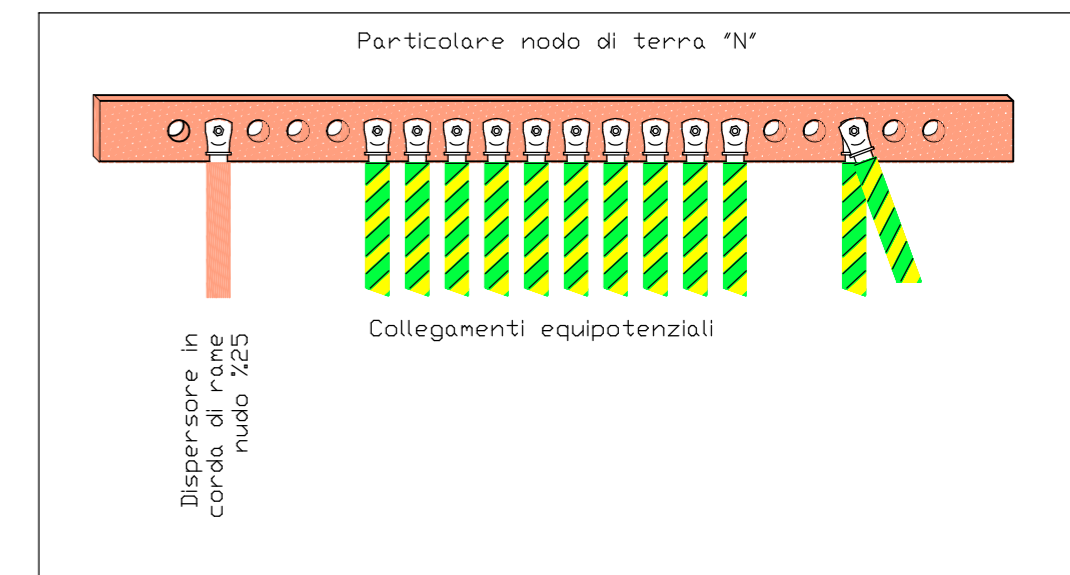 Particolare nodo di terra "N"
Collegamenti equipotenziali
Dispersore in
corda di rame
nudo %25